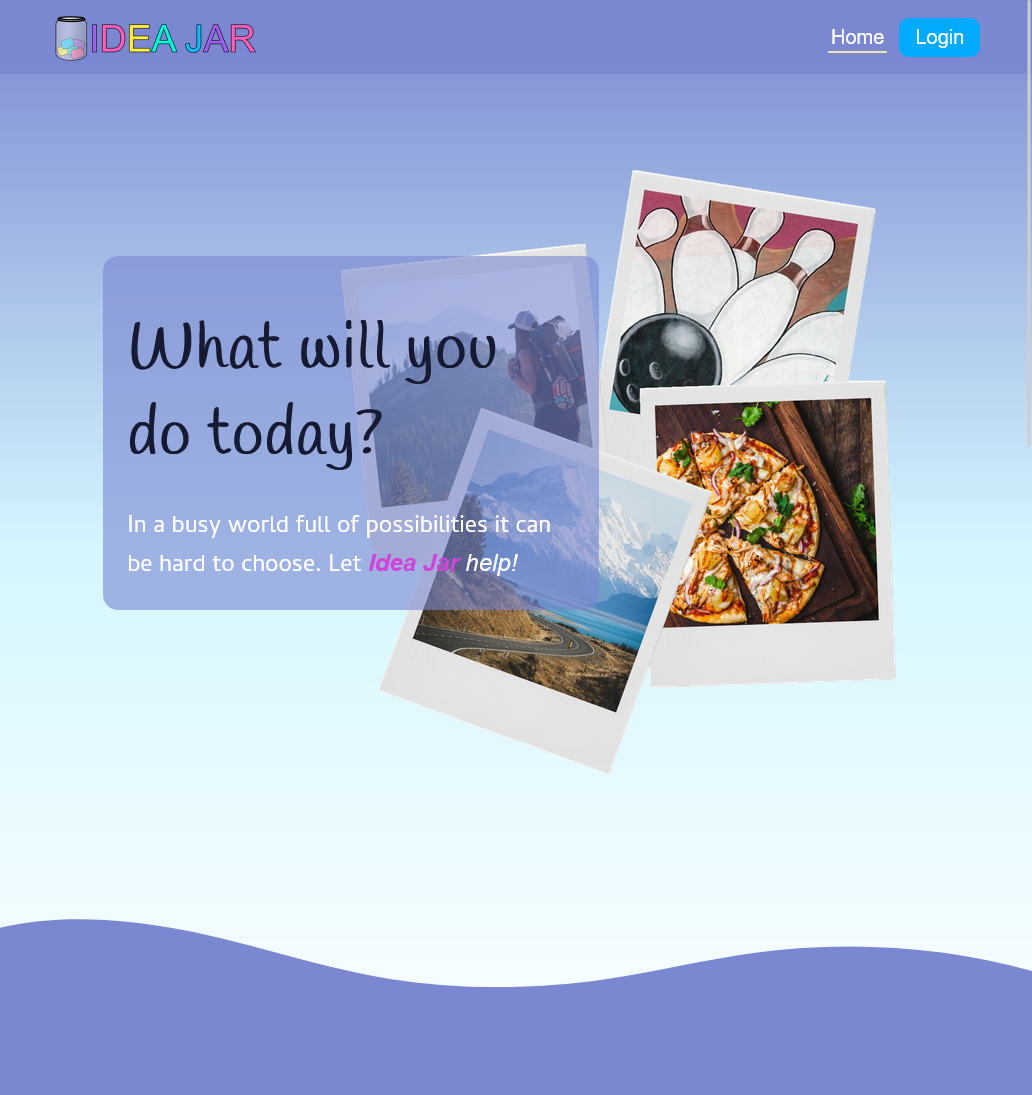 IDEA JAR
Home
Login
What will you
do today?
In a busy world full of possibilities it can
be hard to choose. Let Idea Jar help!